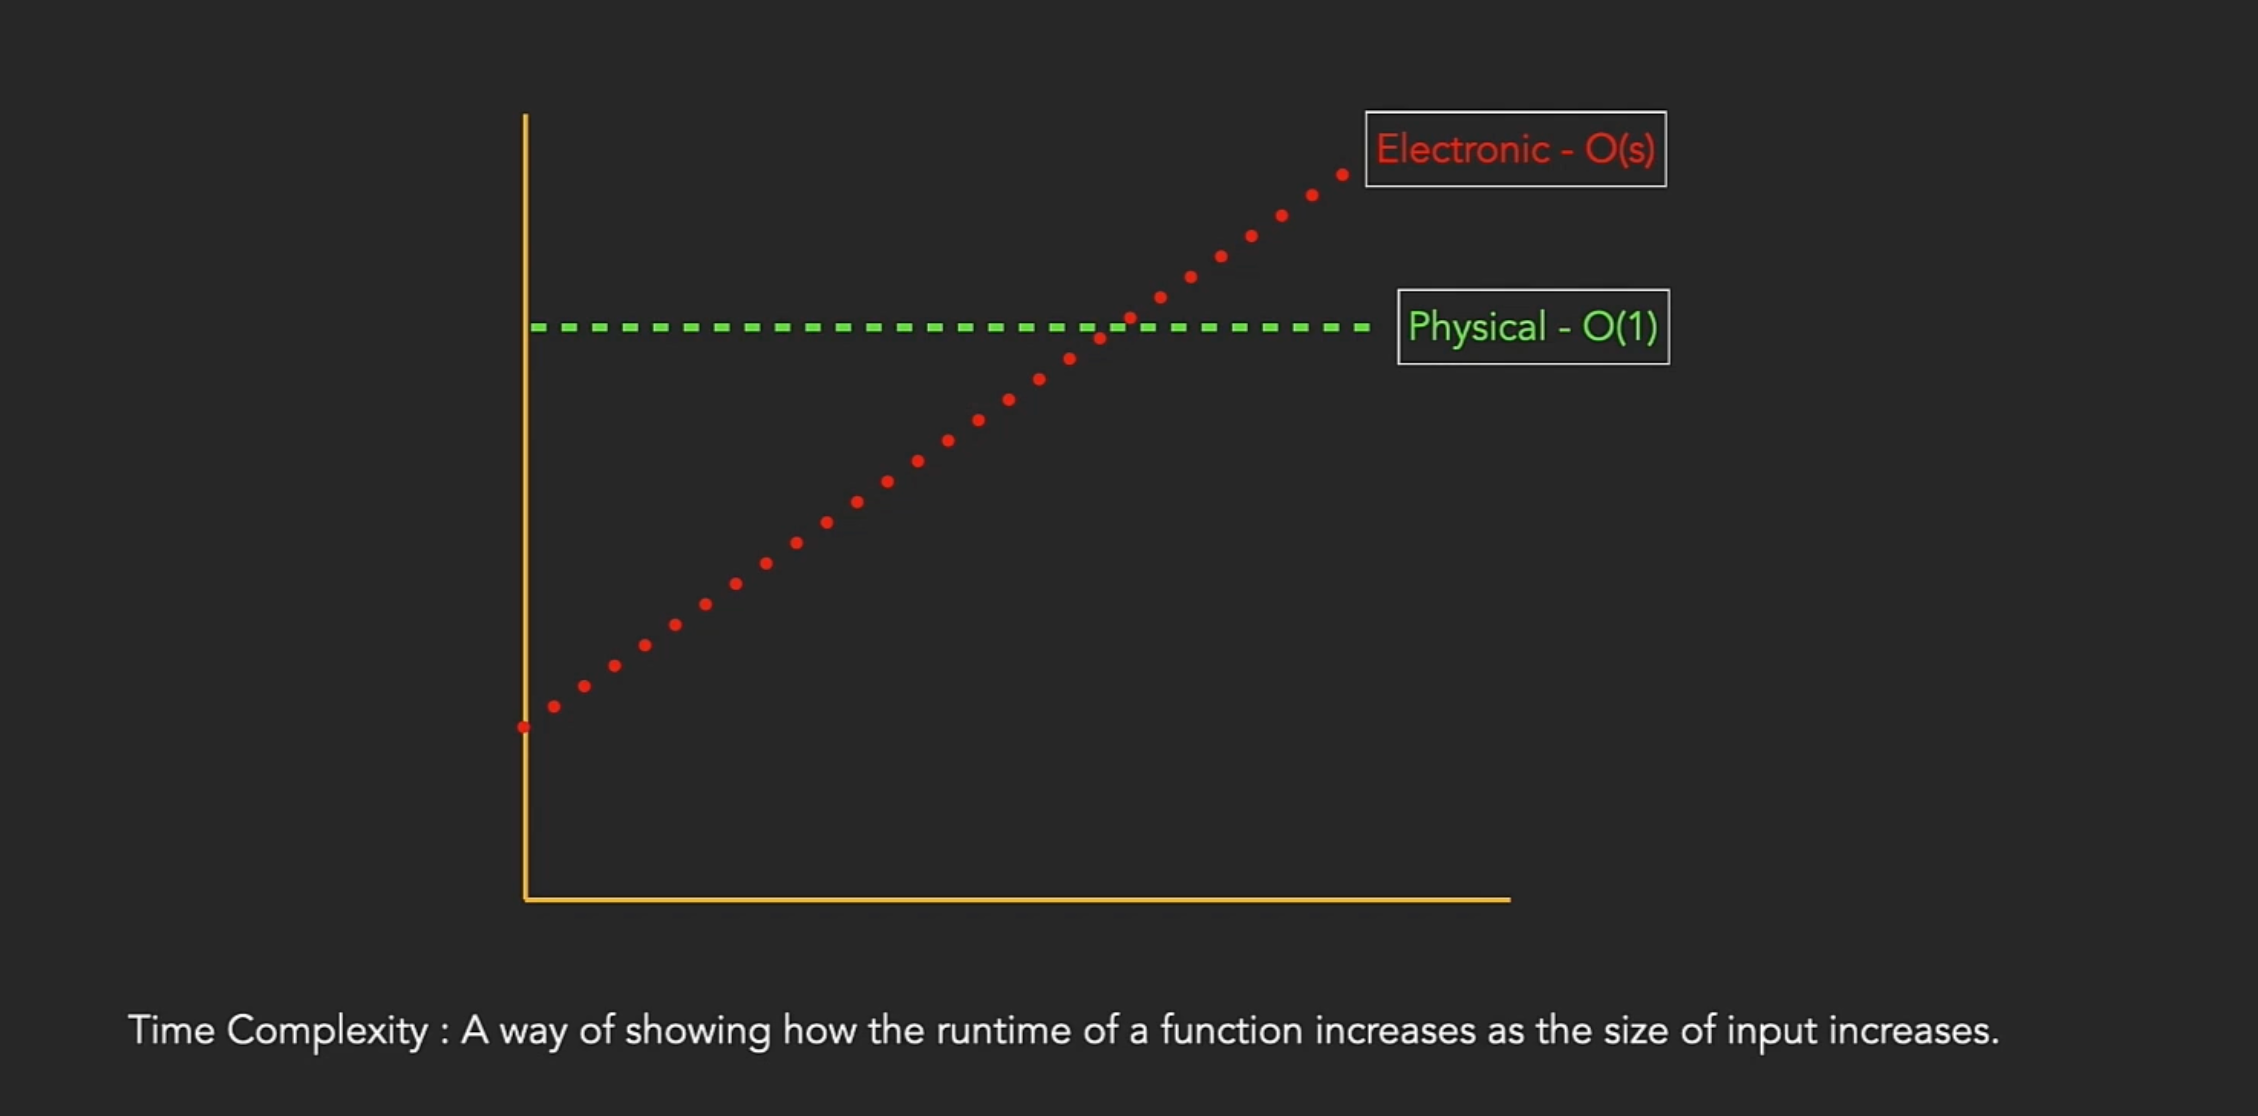 Electronic - O(s)
Physical - O(1)
Time Complexity : A way of showing how the runtime of a function increases as the size of input increases.